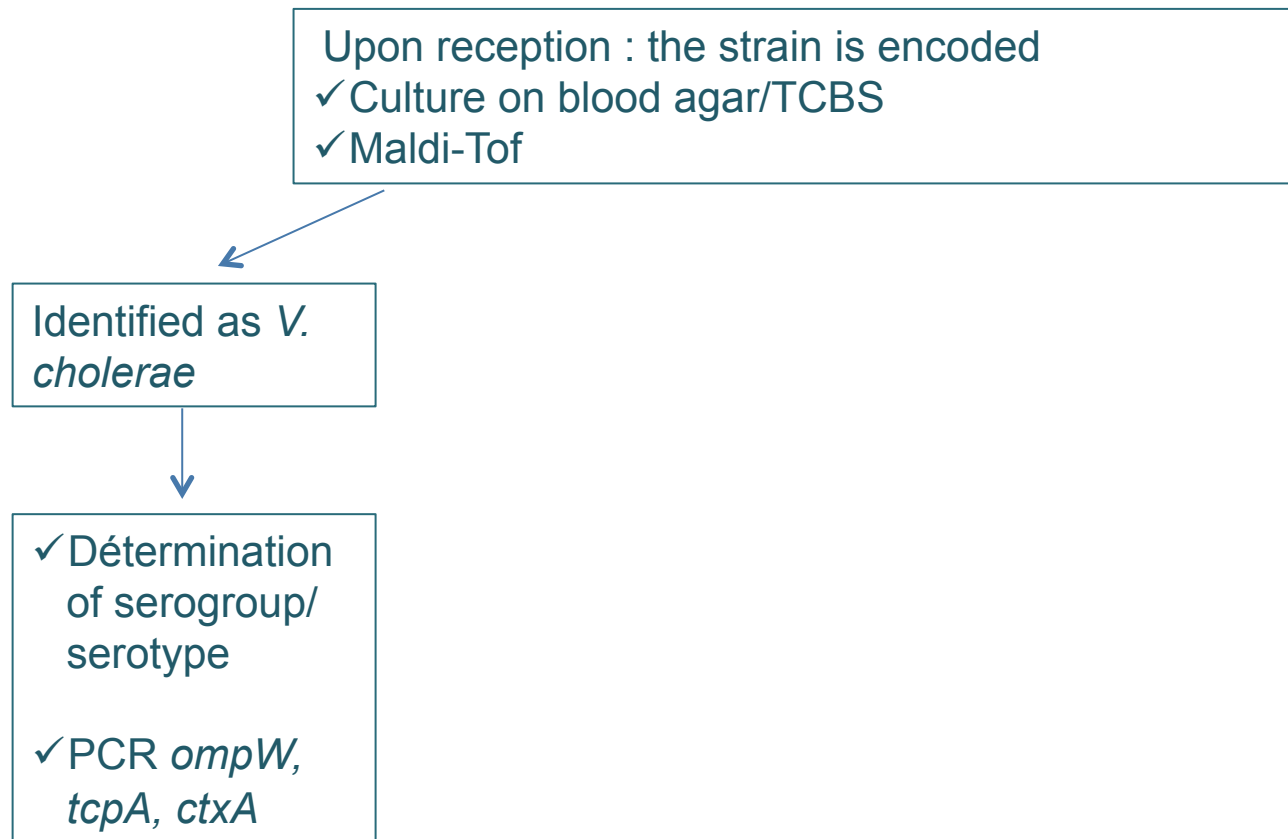 Upon reception : the strain is encoded
✓Culture on blood agar/TCBS
✓Maldi-Tof
Identified as V.
cholerae
✓Détermination
of serogroup/
serotype
✓PCR ompW,
tcpA, ctxA